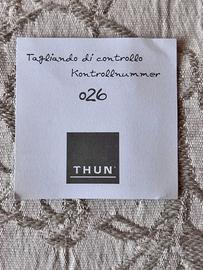 Tagliando di controllo
Kontrollnummer
026
THUN